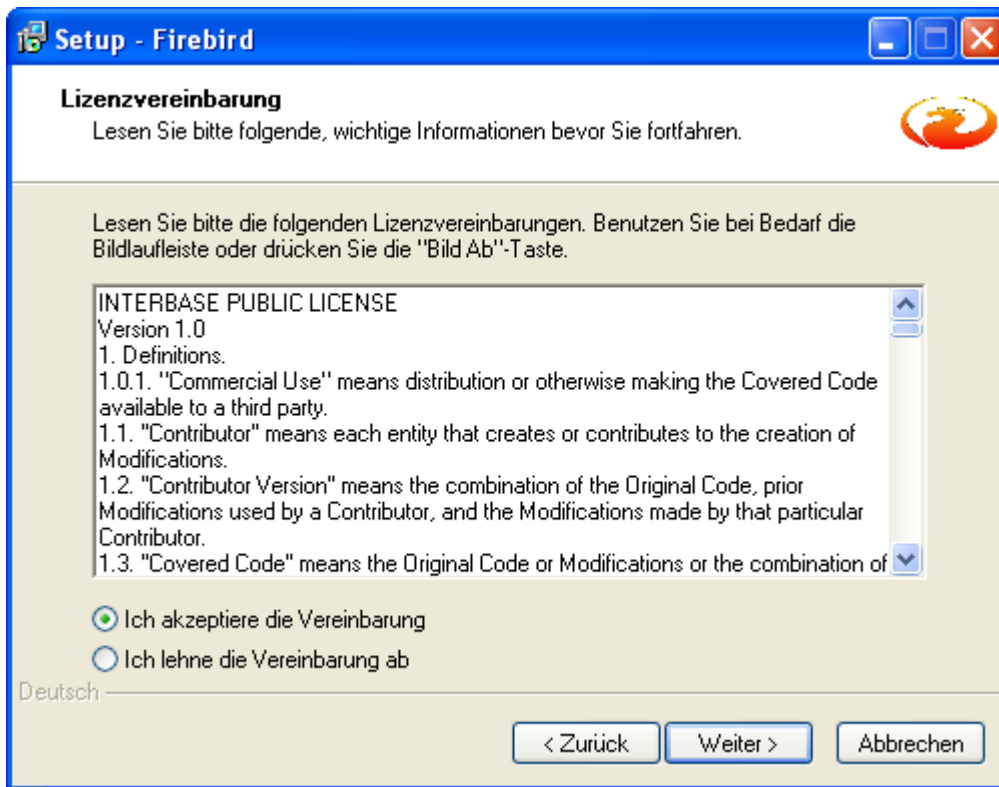 Setup - Firebird
Lizenzvereinbarung
Lesen Sie bitte folgende, wichtige Informationen bevor Sie fortfahren.
Lesen Sie bitte die folgenden Lizenzvereinbarungen. Benutzen Sie bei Bedarf die
Bildlaufleiste oder drücken Sie die "Bild Ab"-Taste.
INTERBASE PUBLIC LICENSE
Version 1.0
1. Definitions.
1.0.1. "Commercial Use" means distribution or otherwise making the Covered Code
available to a third party.
1.1. "Contributor" means each entity that creates or contributes to the creation of
Modifications.
1.2. "Contributor Version" means the combination of the Original Code, prior
Modifications used by a Contributor, and the Modifications made by that particular
Contributor.
1.3. "Covered Code" means the Original Code or Modifications or the combination of
Ich akzeptiere die Vereinbarung
Ich lehne die Vereinbarung ab
Deutsch
< Zurück
Weiter >
Abbrechen